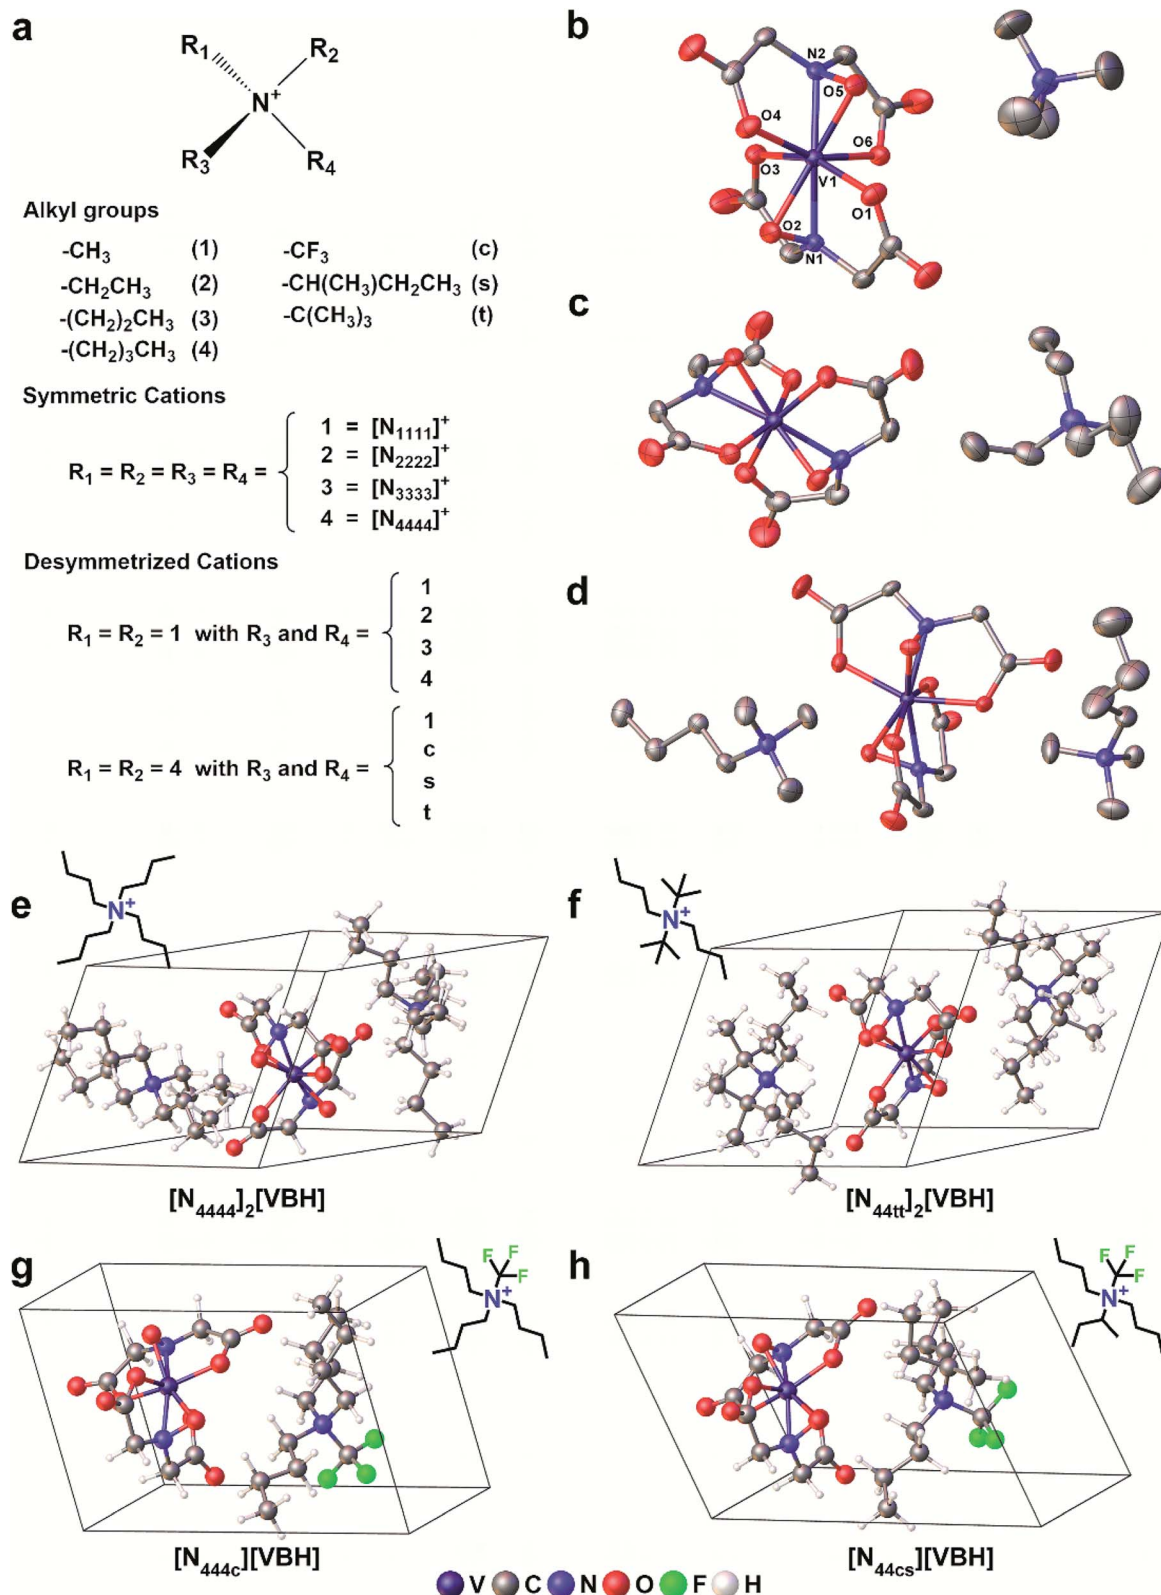 a
R1 R2
N+
R3 R4
Alkyl groups
-CH3 (1) -CF3 (c)
-CH2CH3 (2) -CH(CH3)CH2CH3 (s)
-(CH2)2CH3 (3) -C(CH3)3 (t)
-(CH2)3CH3 (4)
Symmetric Cations
R1 = R2 = R3 = R4 =
1 = [N1111]+
2 = [N2222]+
3 = [N3333]+
4 = [N4444]+
Desymmetrized Cations
R1 = R2 = 1 with R3 and R4 =
1
2
3
4
R1 = R2 = 4 with R3 and R4 =
1
c
s
t
b
N2
O5
O4
O6
O3
V1
O1
O2
N1
c
d
e
N+
[N4444]2[VBH]
f
N+
[N44tt]2[VBH]
g
F F
F
N+
[N444c][VBH]
h
F F
F
N+
[N44cs][VBH]
V C N O F H